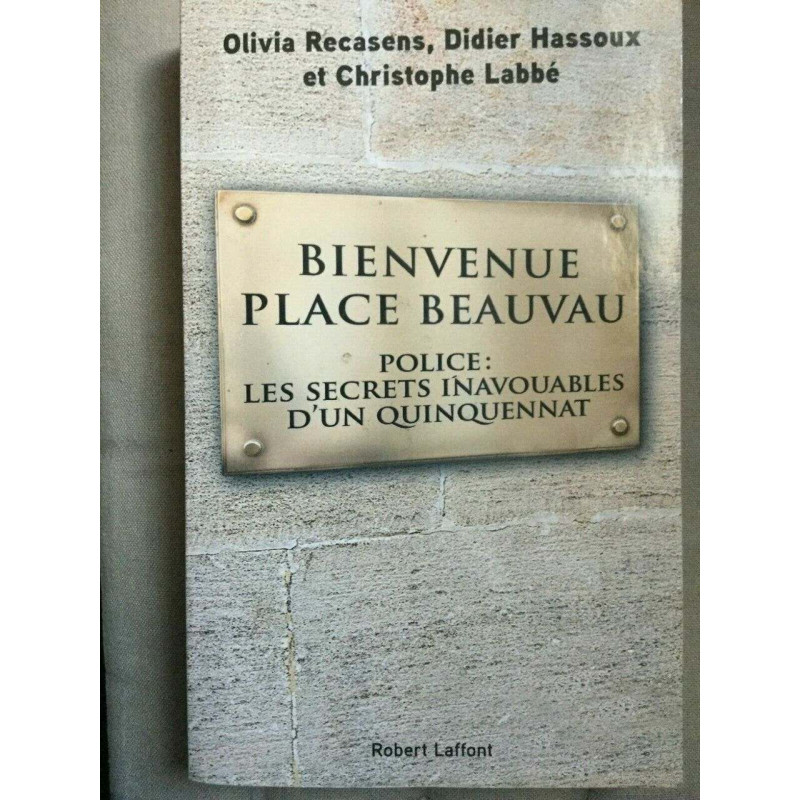 Olivia Recasens, Didier Hassoux
et Christophe Labbé
BIENVENUE
PLACE BEAUVAU
POLICE :
LES SECRETS INAVOUABLES
D'UN QUINQUENNAT
Robert Laffont